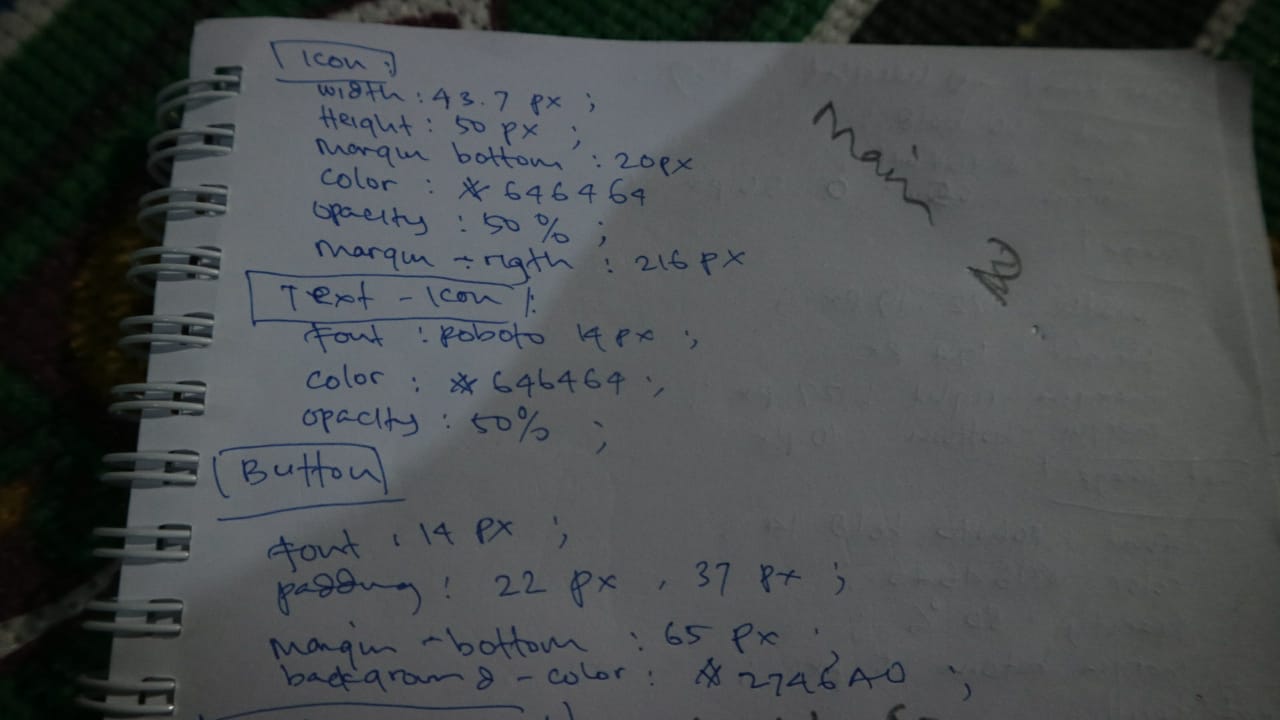 Icon :
width : 43.7 px ;
Height : 50 px ;
margin bottom : 20px
color : # 646464
opacity : 50 % ;
margin - rigth : 216 px
Text - Icon :
font : Roboto 14 px ;
color : # 646464 ;
opacity : 50% ;
Button
font : 14 px ;
padding : 22 px , 37 px ;
margin - bottom : 65 px ;
background - color : # 2746A0 ;
Main